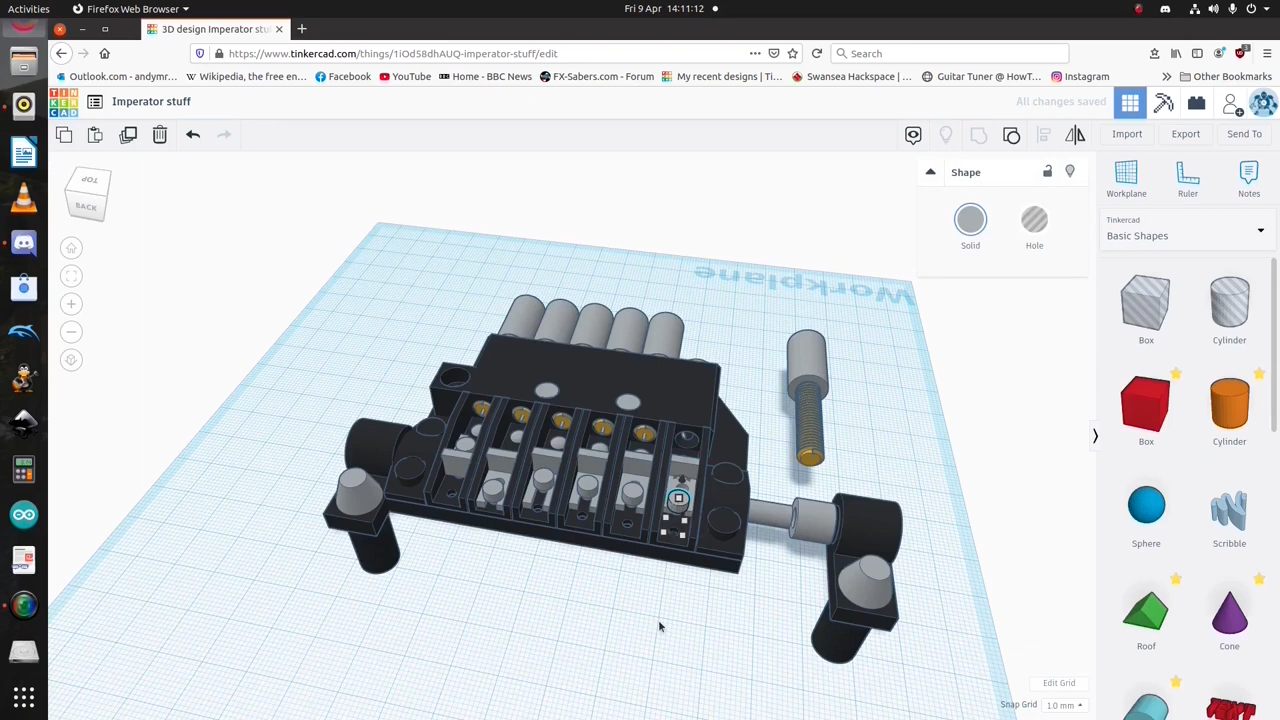 Activities
Firefox Web Browser
Fri 9 Apr 14:11:12
3D design Imperator stu
https://www.tinkercad.com/things/1iOdS8dhAUQ-imperator-stuff/edit
Search
Outlook.com - andymr...
Wikipedia, the free en...
Facebook
YouTube
Home - BBC News
FX-Sabers.com - Forum
My recent designs | Ti...
Swansea Hackspace | ...
Guitar Tuner @ HowT...
Instagram
Other Bookmarks
TIN
KER
CAD
Imperator stuff
All changes saved
Import
Export
Send To
TOP
BACK
Shape
Solid
Hole
Workplane
Ruler
Notes
Tinkercad
Basic Shapes
Workplane
Box
Cylinder
Box
Cylinder
Sphere
Scribble
Roof
Cone
Edit Grid
Snap Grid
1.0 mm